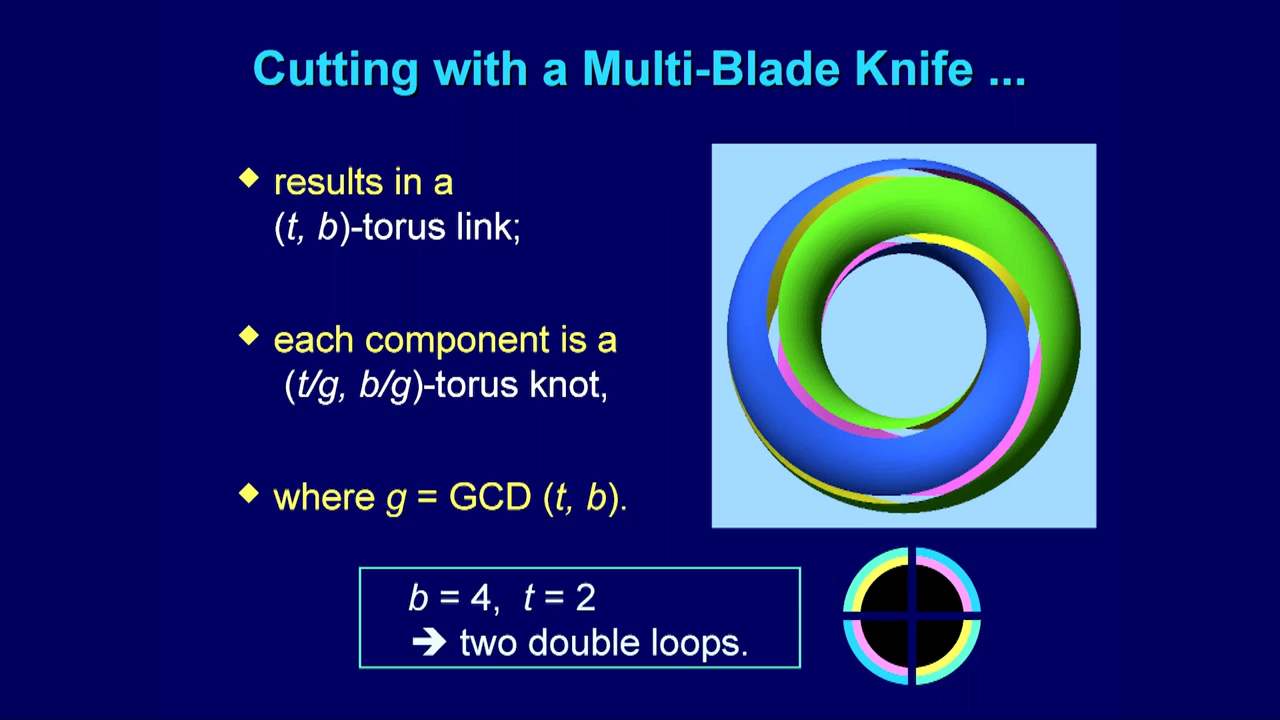 Cutting with a Multi-Blade Knife ...
◆ results in a
(t, b)-torus link;
◆ each component is a
(t/g, b/g)-torus knot,
◆ where g = GCD (t, b).
b = 4, t = 2
➔ two double loops.